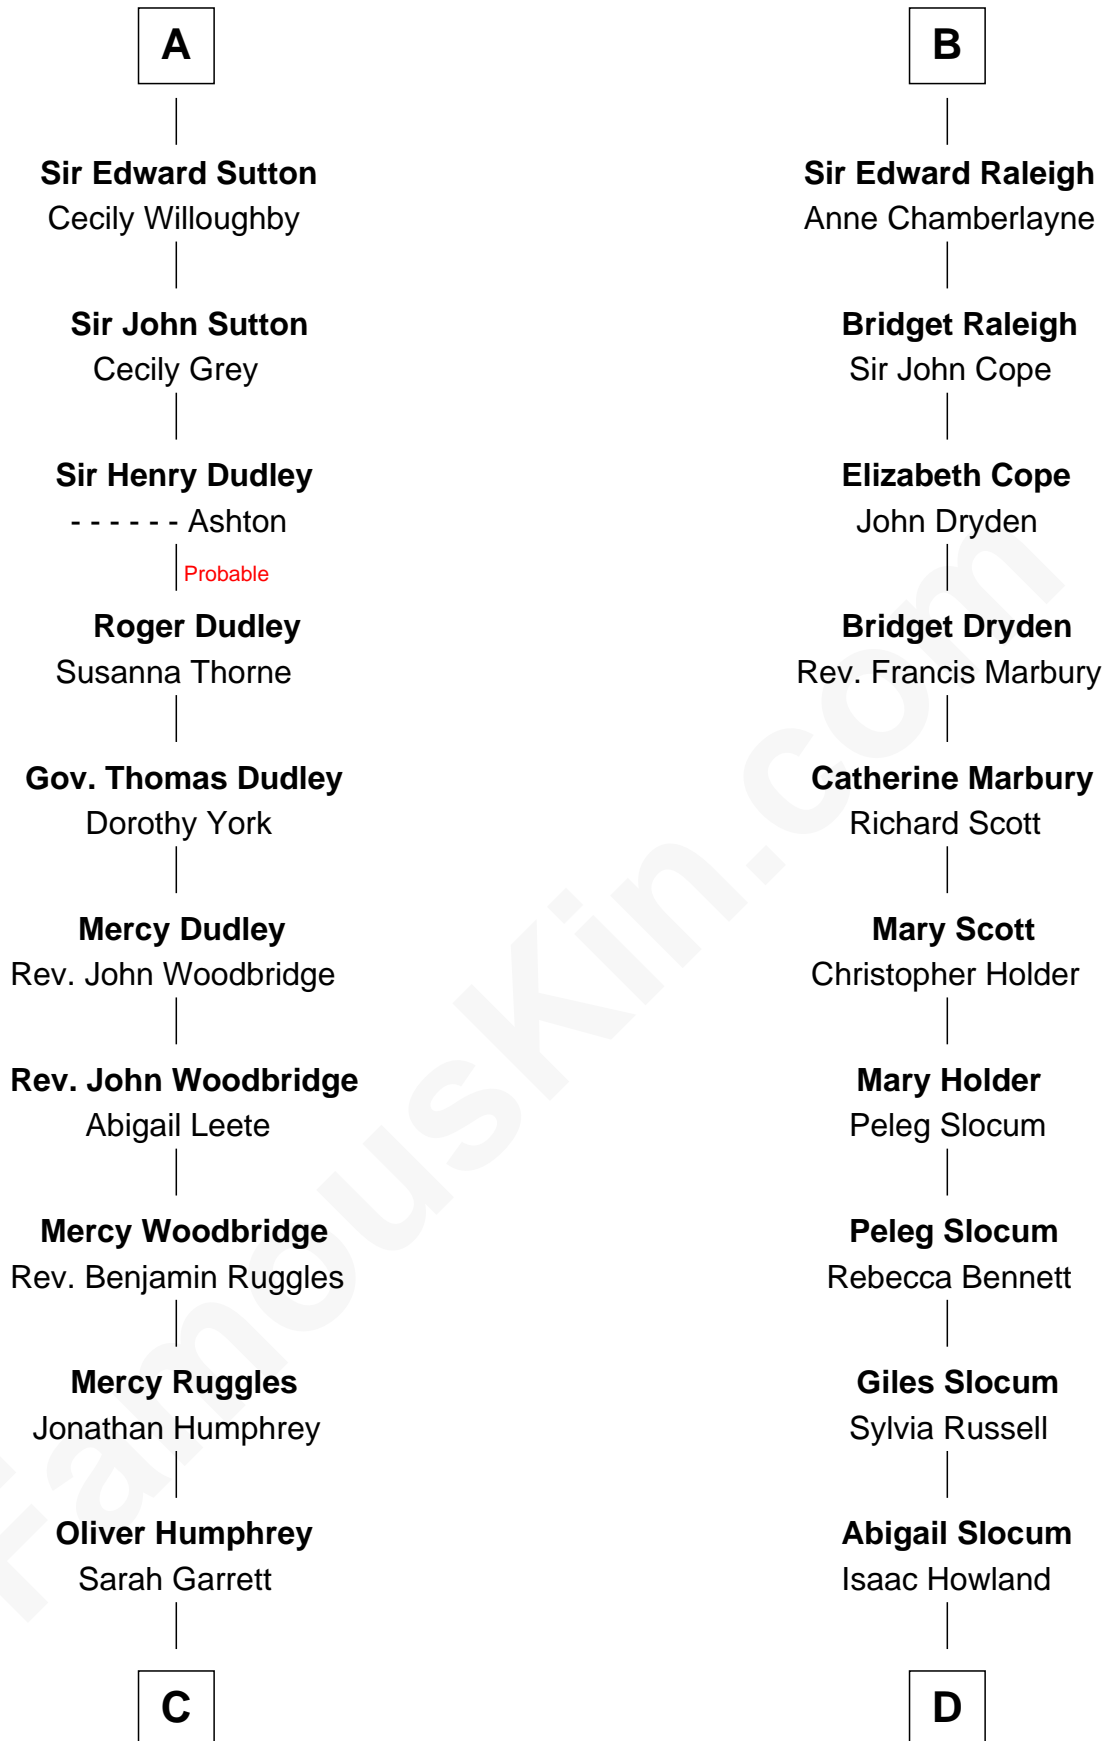 A
Sir Edward Sutton
Cecily Willoughby
Sir John Sutton
Cecily Grey
Sir Henry Dudley
- - - - - - Ashton
Probable
Roger Dudley
Susanna Thorne
Gov. Thomas Dudley
Dorothy York
Mercy Dudley
Rev. John Woodbridge
Rev. John Woodbridge
Abigail Leete
Mercy Woodbridge
Rev. Benjamin Ruggles
Mercy Ruggles
Jonathan Humphrey
Oliver Humphrey
Sarah Garrett
C
B
Sir Edward Raleigh
Anne Chamberlayne
Bridget Raleigh
Sir John Cope
Elizabeth Cope
John Dryden
Bridget Dryden
Rev. Francis Marbury
Catherine Marbury
Richard Scott
Mary Scott
Christopher Holder
Mary Holder
Peleg Slocum
Peleg Slocum
Rebecca Bennett
Giles Slocum
Sylvia Russell
Abigail Slocum
Isaac Howland
D
FamousKin.com